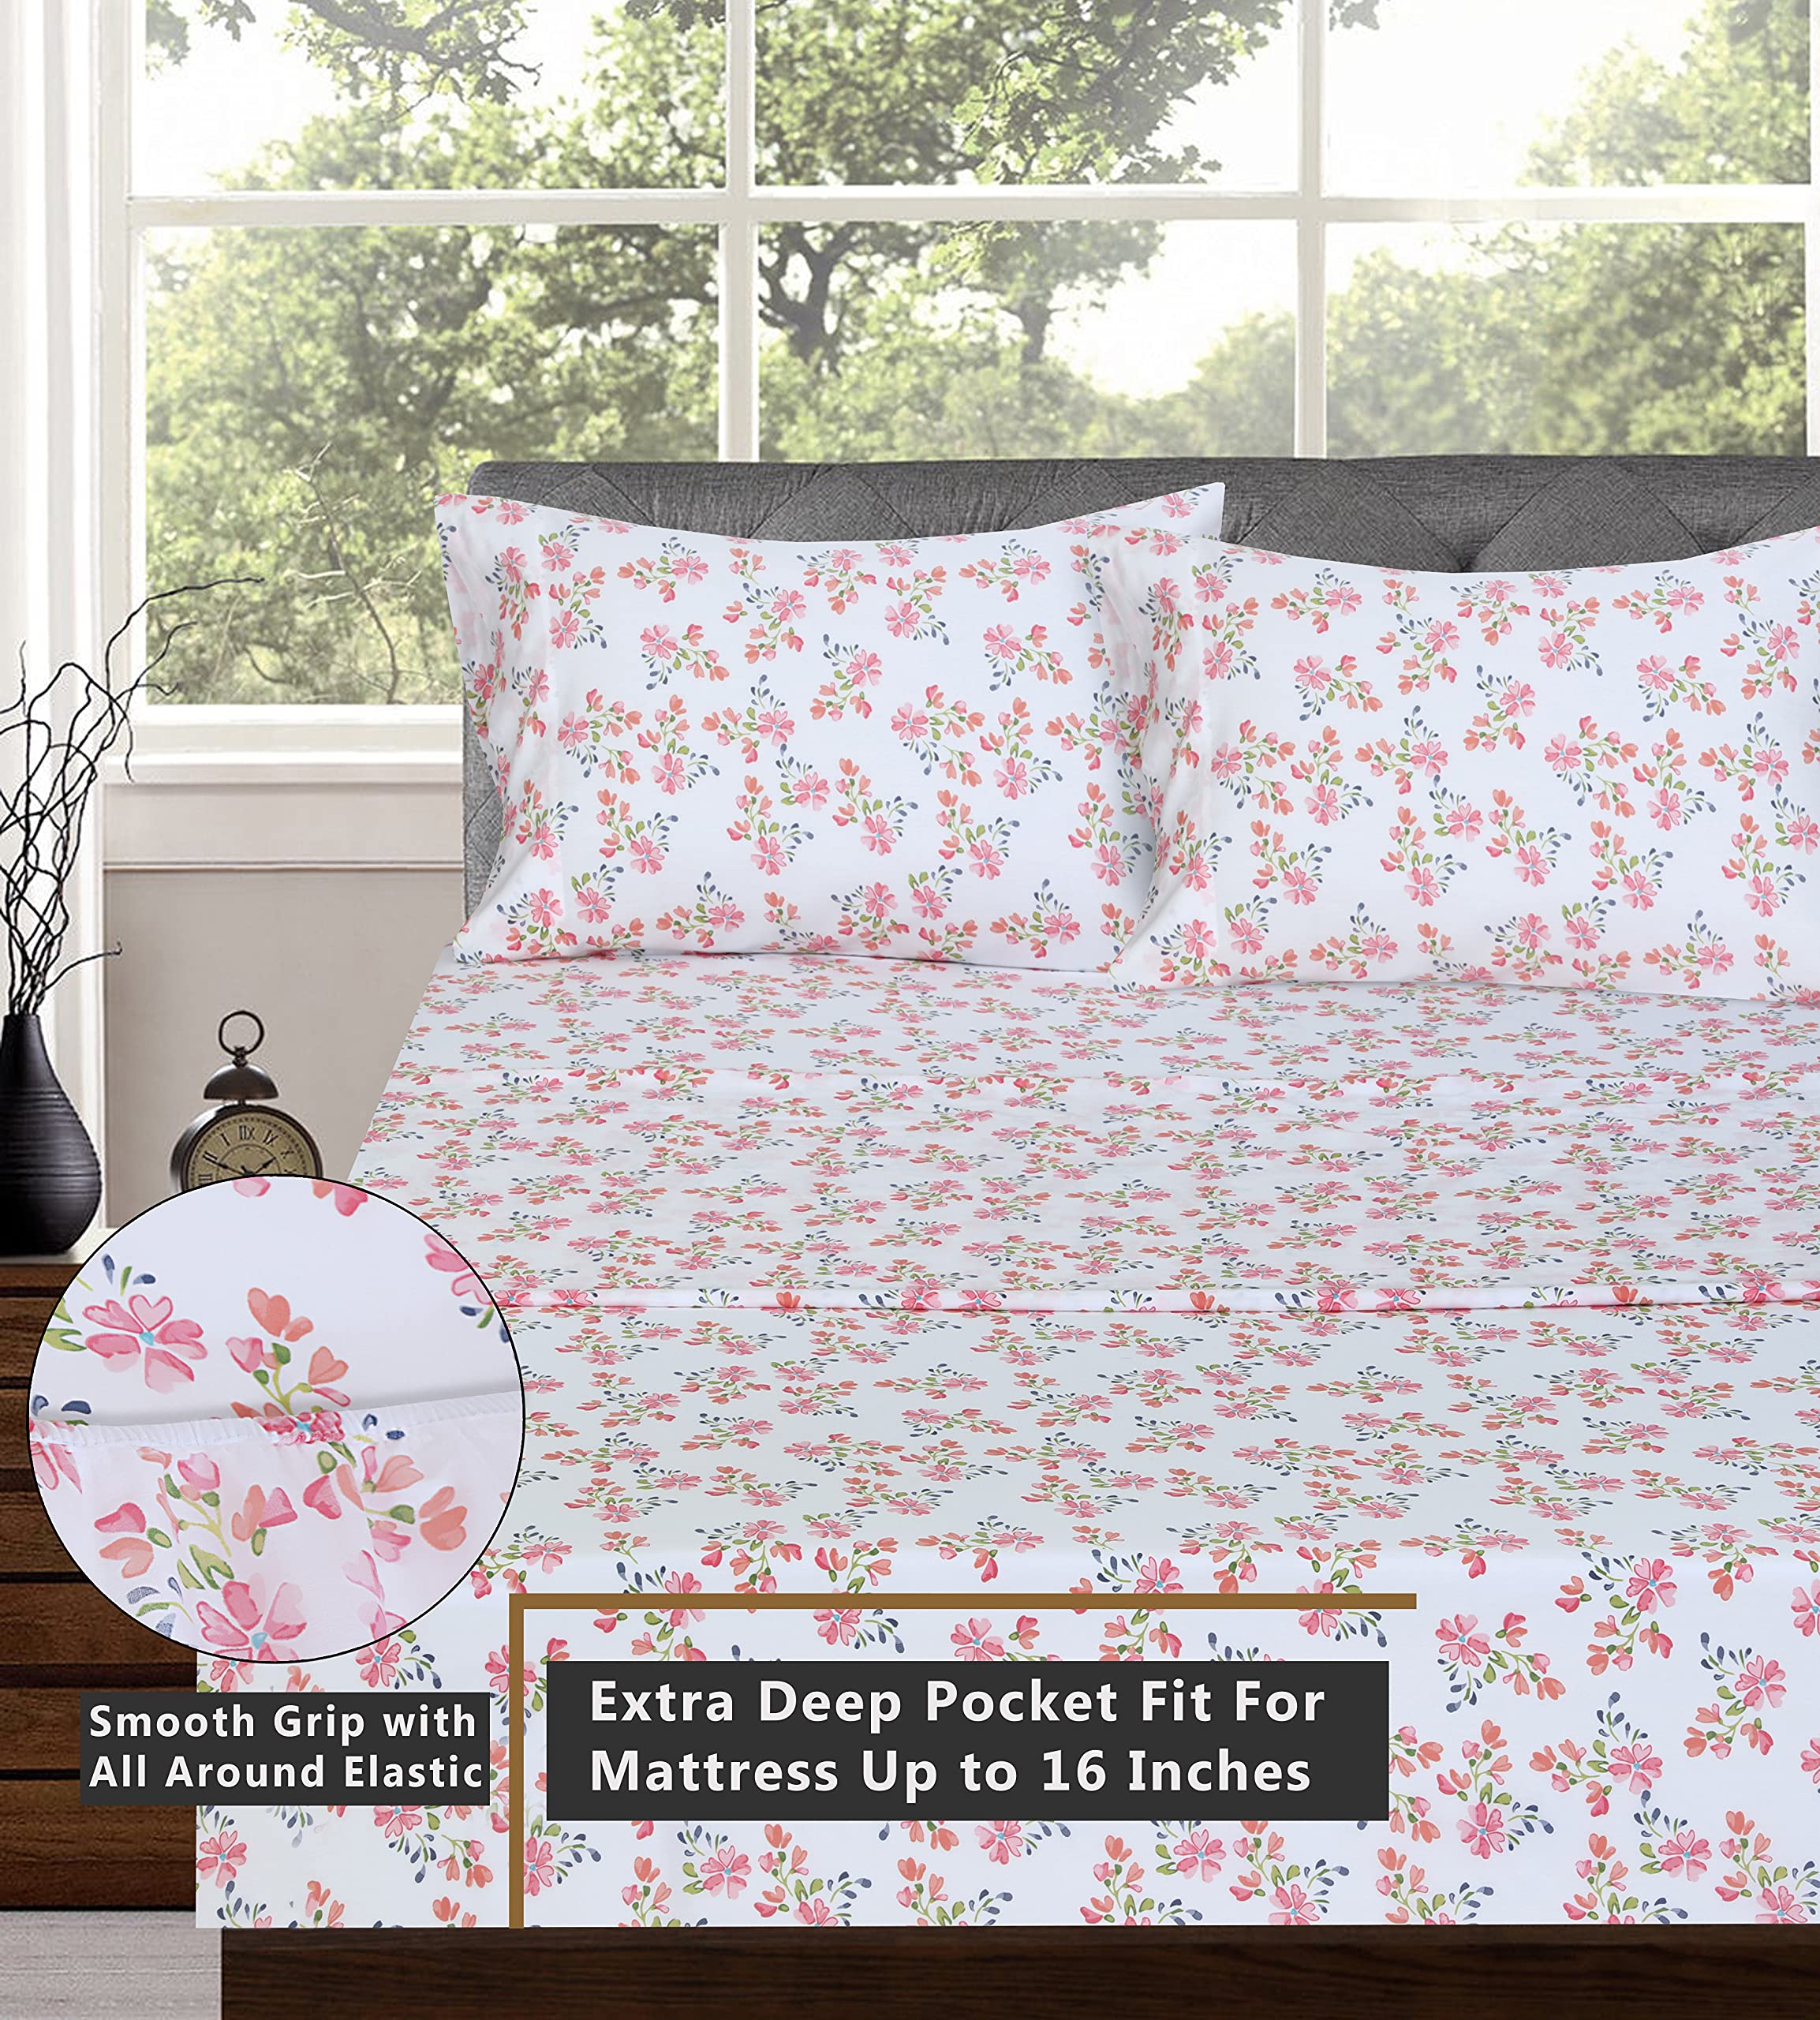 Smooth Grip with
All Around Elastic
Extra Deep Pocket Fit For
Mattress Up to 16 Inches